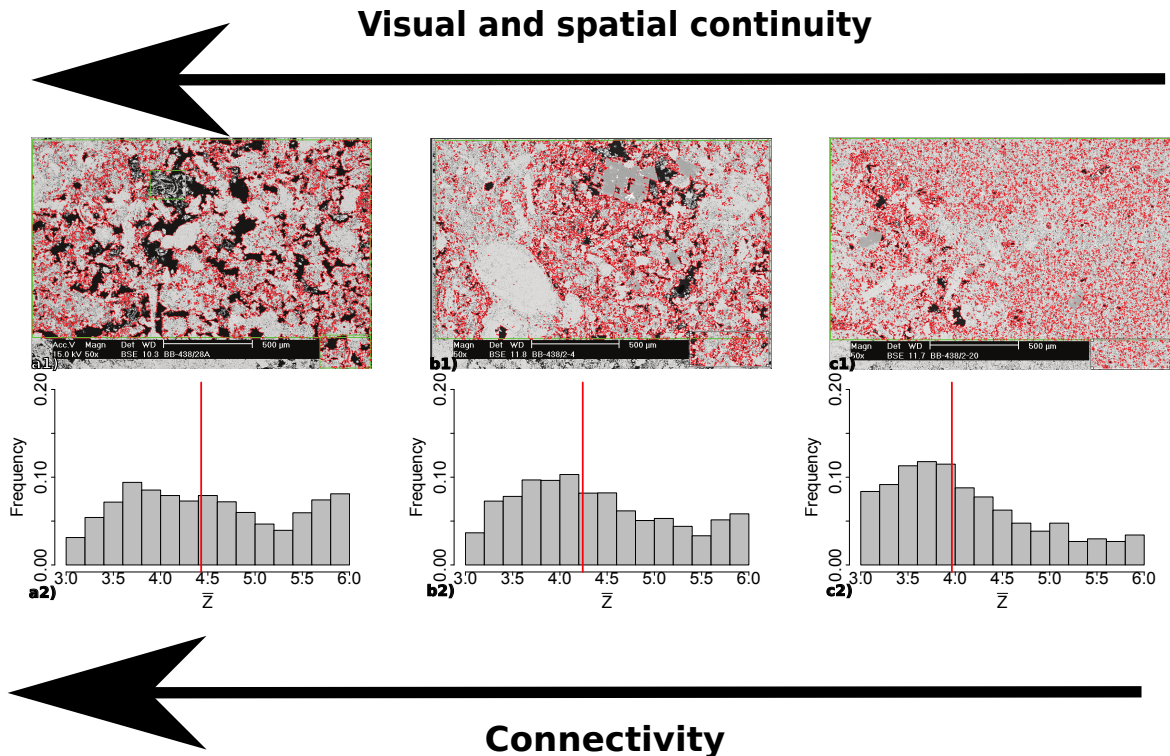 Visual and spatial continuity
Acc.V Magn Det WD 500 μm
15.0 kV 50x BSE 10.3 BB-438/28A
a1)
Magn Det WD 500 μm
50x BSE 11.8 BB-438/2-4
b1)
Magn Det WD 500 μm
50x BSE 11.7 BB-438/2-20
c1)
Frequency
0.00 0.10 0.20
3.0 3.5 4.0 4.5 5.0 5.5 6.0
a2)
Z̅
Frequency
0.00 0.10 0.20
3.0 3.5 4.0 4.5 5.0 5.5 6.0
b2)
Z̅
Frequency
0.00 0.10 0.20
3.0 3.5 4.0 4.5 5.0 5.5 6.0
c2)
Z̅
Connectivity